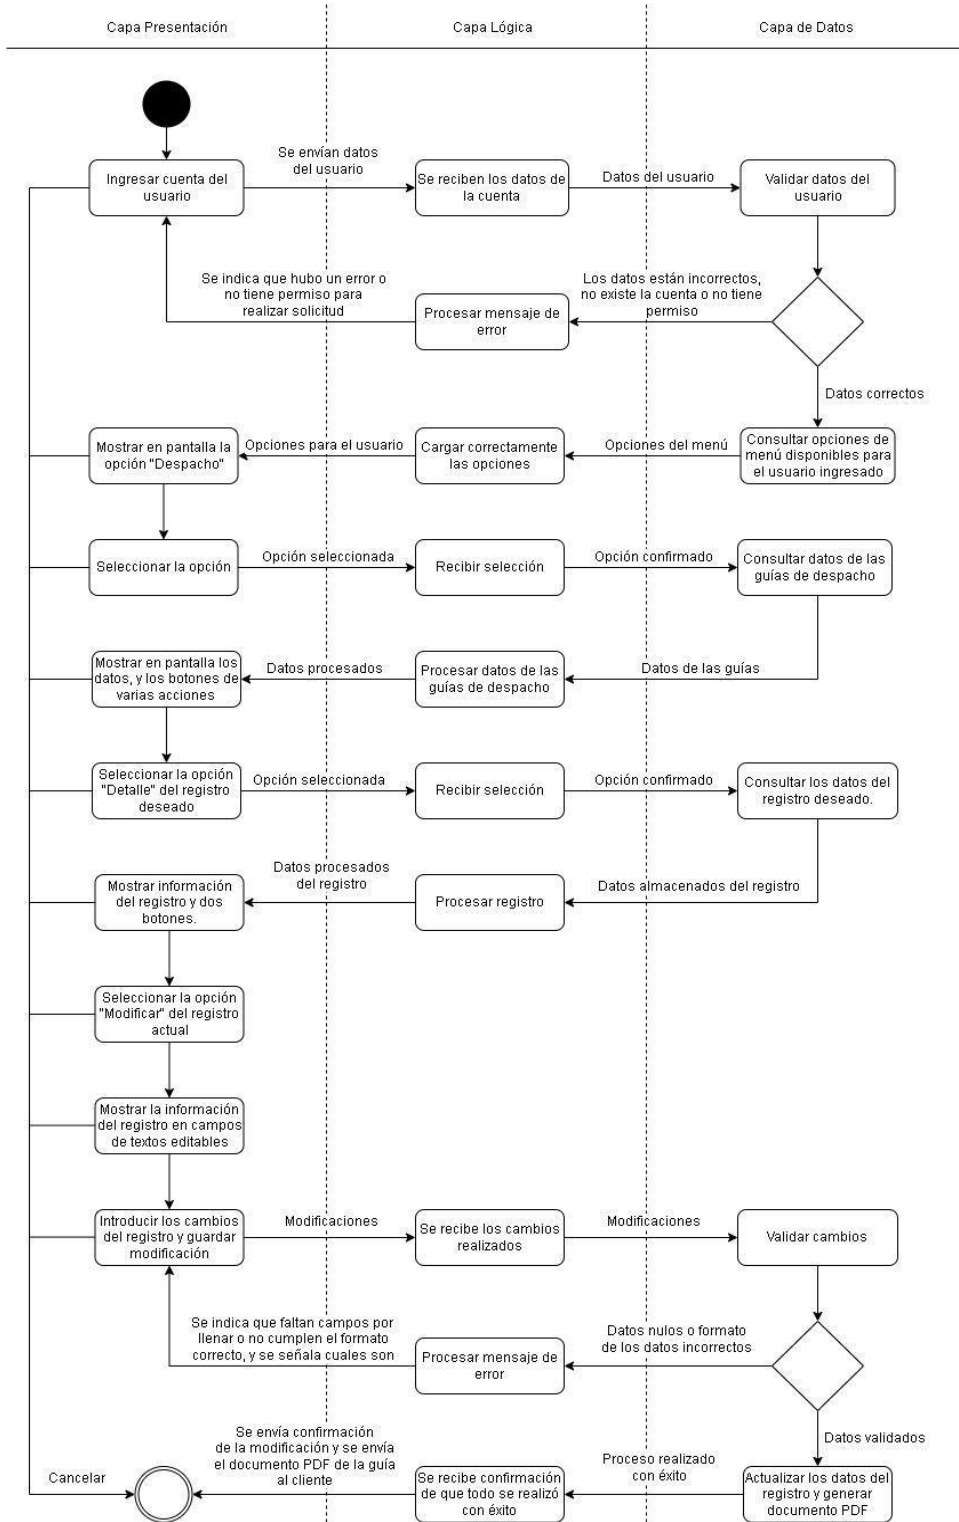 Capa Presentación
Capa Lógica
Capa de Datos
Se envían datos
del usuario
Ingresar cuenta del
usuario
Se reciben los datos de
la cuenta
Datos del usuario
Validar datos del
usuario
Se indica que hubo un error o
no tiene permiso para
realizar solicitud
Procesar mensaje de
error
Los datos están incorrectos,
no existe la cuenta o no tiene
permiso
Datos correctos
Mostrar en pantalla la
opción "Despacho"
Opciones para el usuario
Cargar correctamente
las opciones
Opciones del menú
Consultar opciones de
menú disponibles para
el usuario ingresado
Seleccionar la opción
Opción seleccionada
Recibir selección
Opción confirmado
Consultar datos de las
guías de despacho
Mostrar en pantalla los
datos, y los botones de
varias acciones
Datos procesados
Procesar datos de las
guías de despacho
Datos de las guías
Seleccionar la opción
"Detalle" del registro
deseado
Opción seleccionada
Recibir selección
Opción confirmado
Consultar los datos del
registro deseado.
Mostrar información
del registro y dos
botones.
Datos procesados
del registro
Procesar registro
Datos almacenados del registro
Seleccionar la opción
"Modificar" del registro
actual
Mostrar la información
del registro en campos
de textos editables
Introducir los cambios
del registro y guardar
modificación
Modificaciones
Se recibe los cambios
realizados
Modificaciones
Validar cambios
Se indica que faltan campos por
llenar o no cumplen el formato
correcto, y se señala cuales son
Procesar mensaje de
error
Datos nulos o formato
de los datos incorrectos
Datos validados
Cancelar
Se envía confirmación
de la modificación y se envía
el documento PDF de la guía
al cliente
Se recibe confirmación
de que todo se realizó
con éxito
Proceso realizado
con éxito
Actualizar los datos del
registro y generar
documento PDF